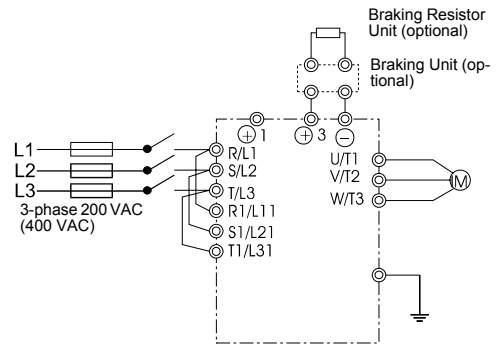 Braking Resistor
Unit (optional)
Braking Unit (op-
tional)
⊕1
⊕3
⊖
L1
L2
L3
3-phase 200 VAC
(400 VAC)
R/L1
S/L2
T/L3
R1/L11
S1/L21
T1/L31
U/T1
V/T2
W/T3
M